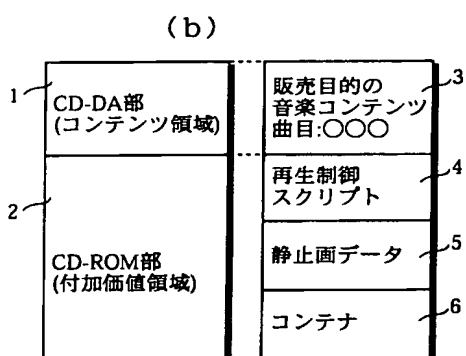 (b)
1
CD-DA部
(コンテンツ領域)
2
CD-ROM部
(付加価値領域)
販売目的の
音楽コンテンツ
曲目:〇〇〇
3
再生制御
スクリプト
4
静止画データ
5
コンテナ
6